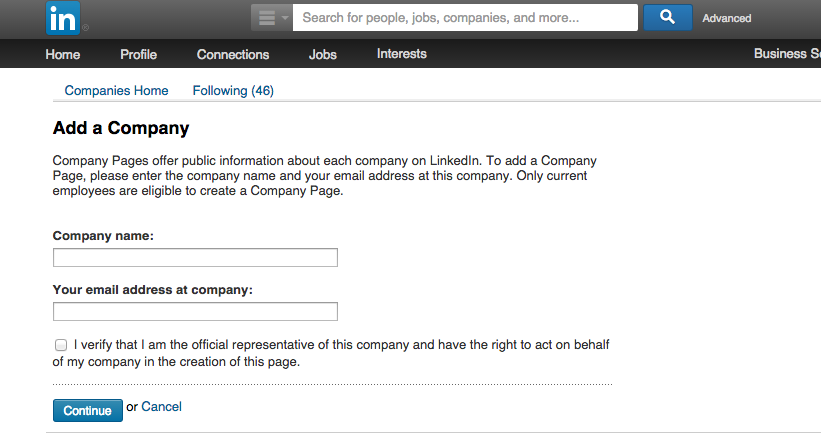 in ®
Search for people, jobs, companies, and more... Advanced
Home Profile Connections Jobs Interests Business
Companies Home Following (46)
Add a Company
Company Pages offer public information about each company on LinkedIn. To add a Company
Page, please enter the company name and your email address at this company. Only current
employees are eligible to create a Company Page.
Company name:
Your email address at company:
I verify that I am the official representative of this company and have the right to act on behalf
of my company in the creation of this page.
Continue or Cancel